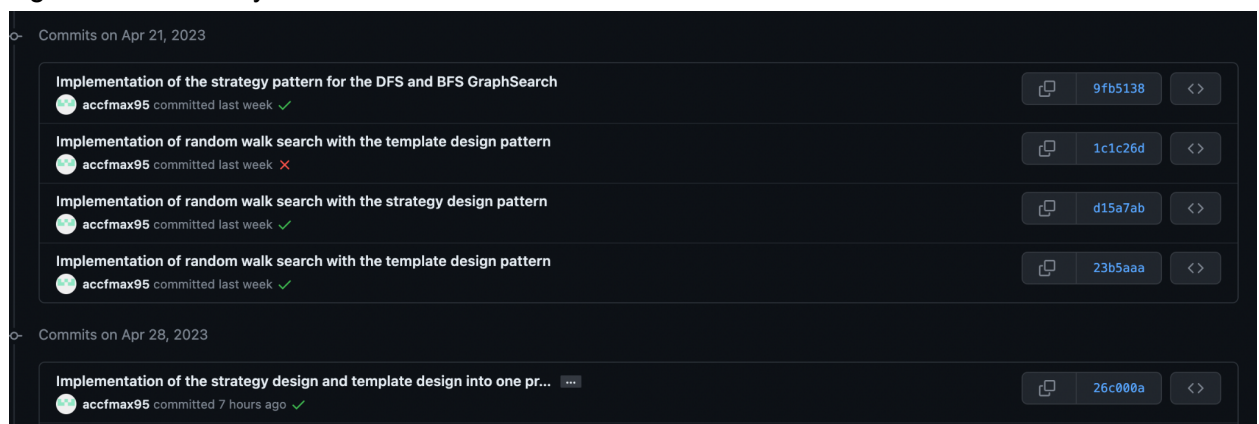 Commits on Apr 21, 2023
Implementation of the strategy pattern for the DFS and BFS GraphSearch
accfmax95 committed last week
9fb5138
Implementation of random walk search with the template design pattern
accfmax95 committed last week
1c1c26d
Implementation of random walk search with the strategy design pattern
accfmax95 committed last week
d15a7ab
Implementation of random walk search with the template design pattern
accfmax95 committed last week
23b5aaa
Commits on Apr 28, 2023
Implementation of the strategy design and template design into one pr... ...
accfmax95 committed 7 hours ago
26c000a